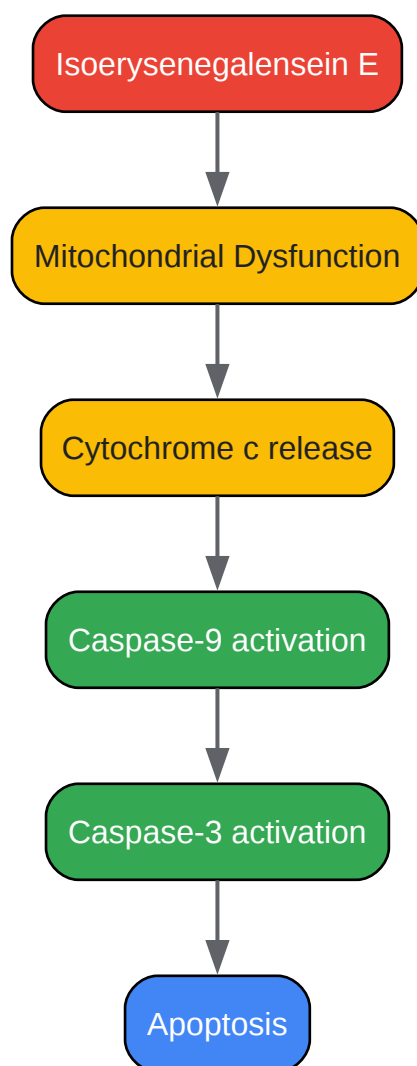 Isoerysenegalensein E
Mitochondrial Dysfunction
Cytochrome c release
Caspase-9 activation
Caspase-3 activation
Apoptosis